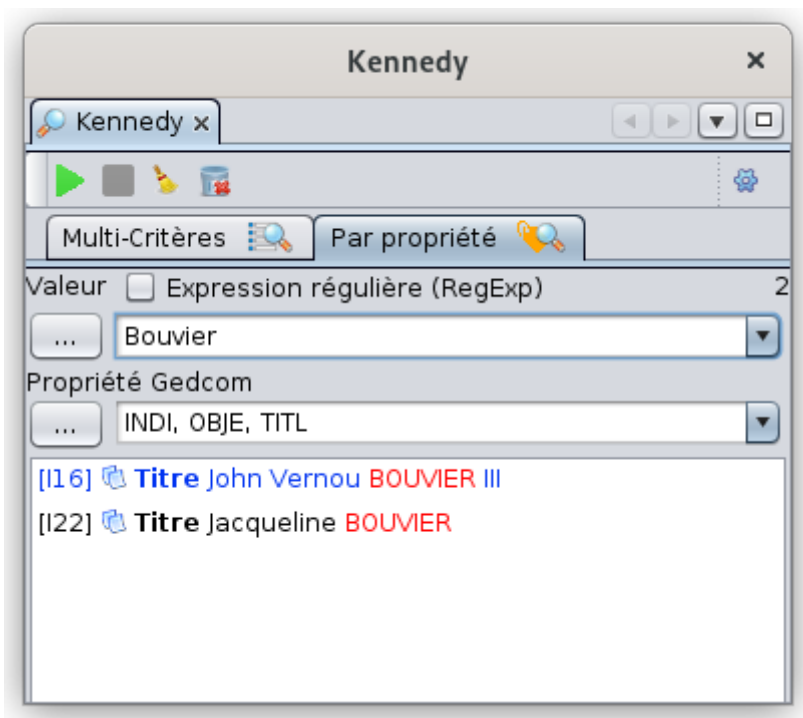 Kennedy
Kennedy
Multi-Critères Par propriété
Valeur Expression régulière (RegExp) 2
... Bouvier
Propriété Gedcom
... INDI, OBJE, TITL
[I16] Titre John Vernou BOUVIER III
[I22] Titre Jacqueline BOUVIER